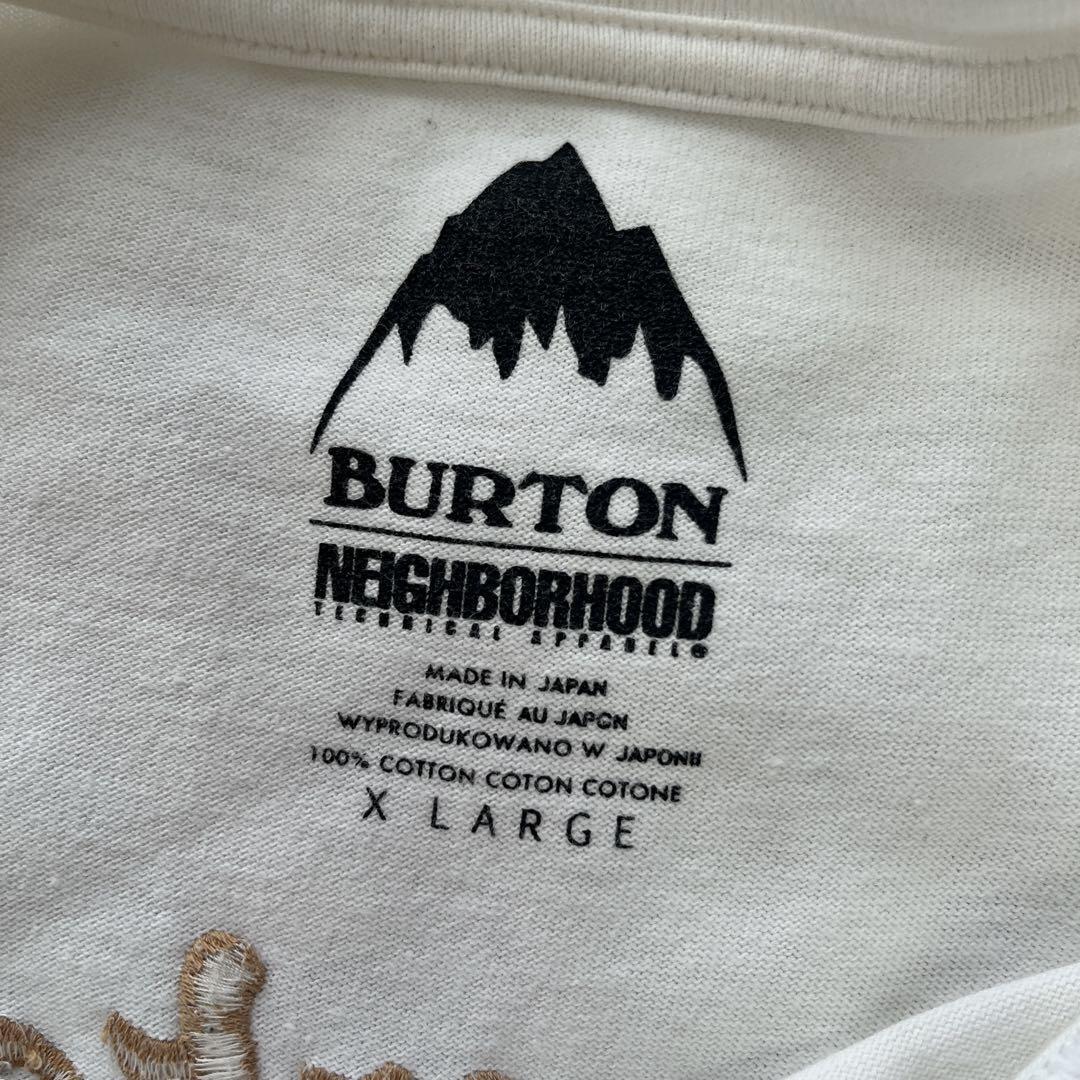 BURTON
NEIGHBORHOOD
TECHNICAL APPAREL®
MADE IN JAPAN
FABRIQUÉ AU JAPON
WYPRODUKOWANO W JAPONII
100% COTTON COTON COTONE
X LARGE